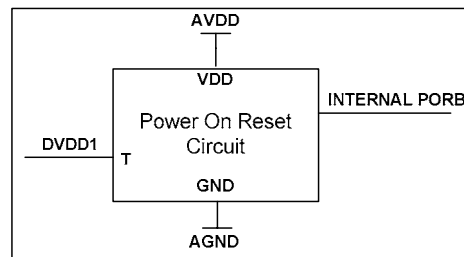 AVDD
VDD
INTERNAL PORB
Power On Reset
Circuit
DVDD1
T
GND
AGND